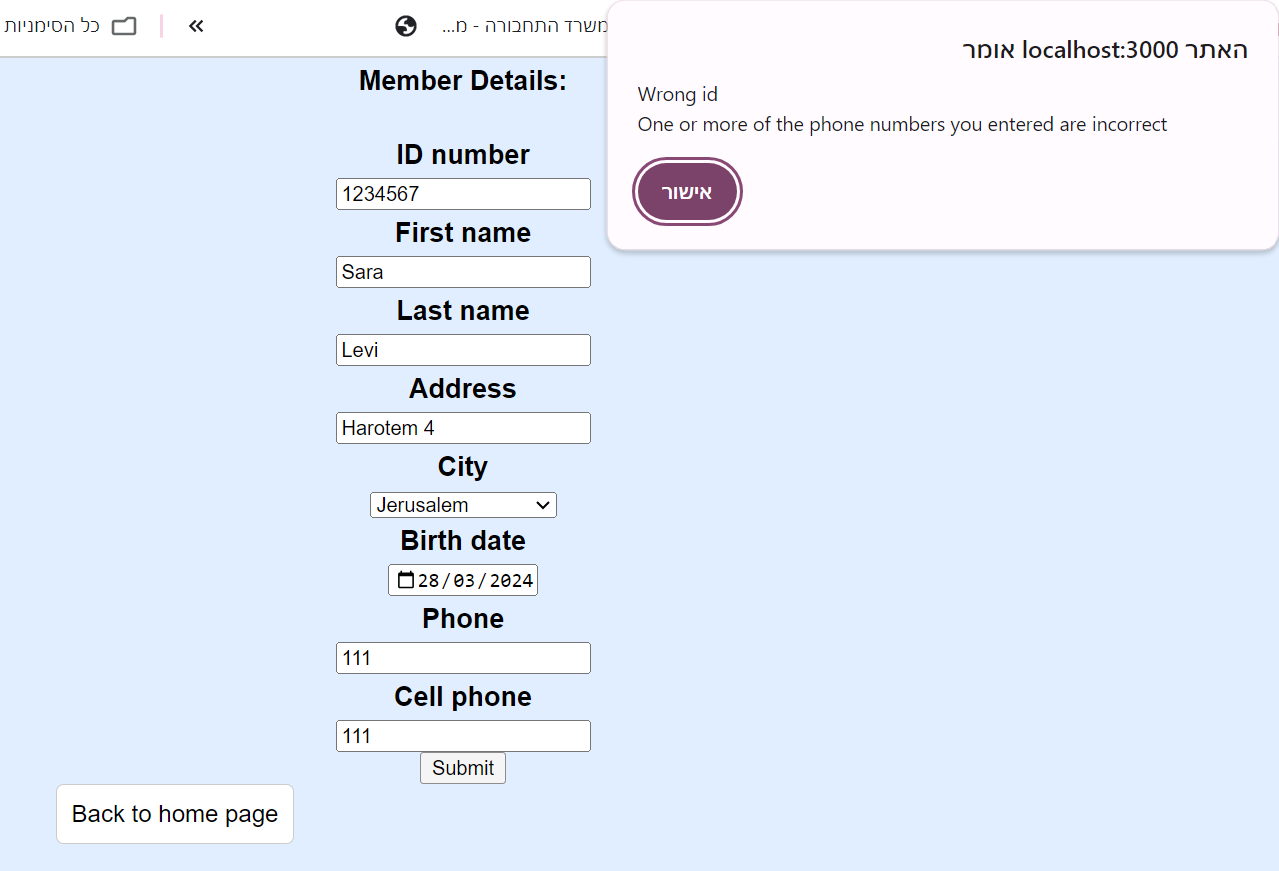 כל הסימניות
»
משרד התחבורה - מ...
האתר localhost:3000 אומר
Wrong id
One or more of the phone numbers you entered are incorrect
אישור
Member Details:
ID number
1234567
First name
Sara
Last name
Levi
Address
Harotem 4
City
Jerusalem
Birth date
28/03/2024
Phone
111
Cell phone
111
Submit
Back to home page